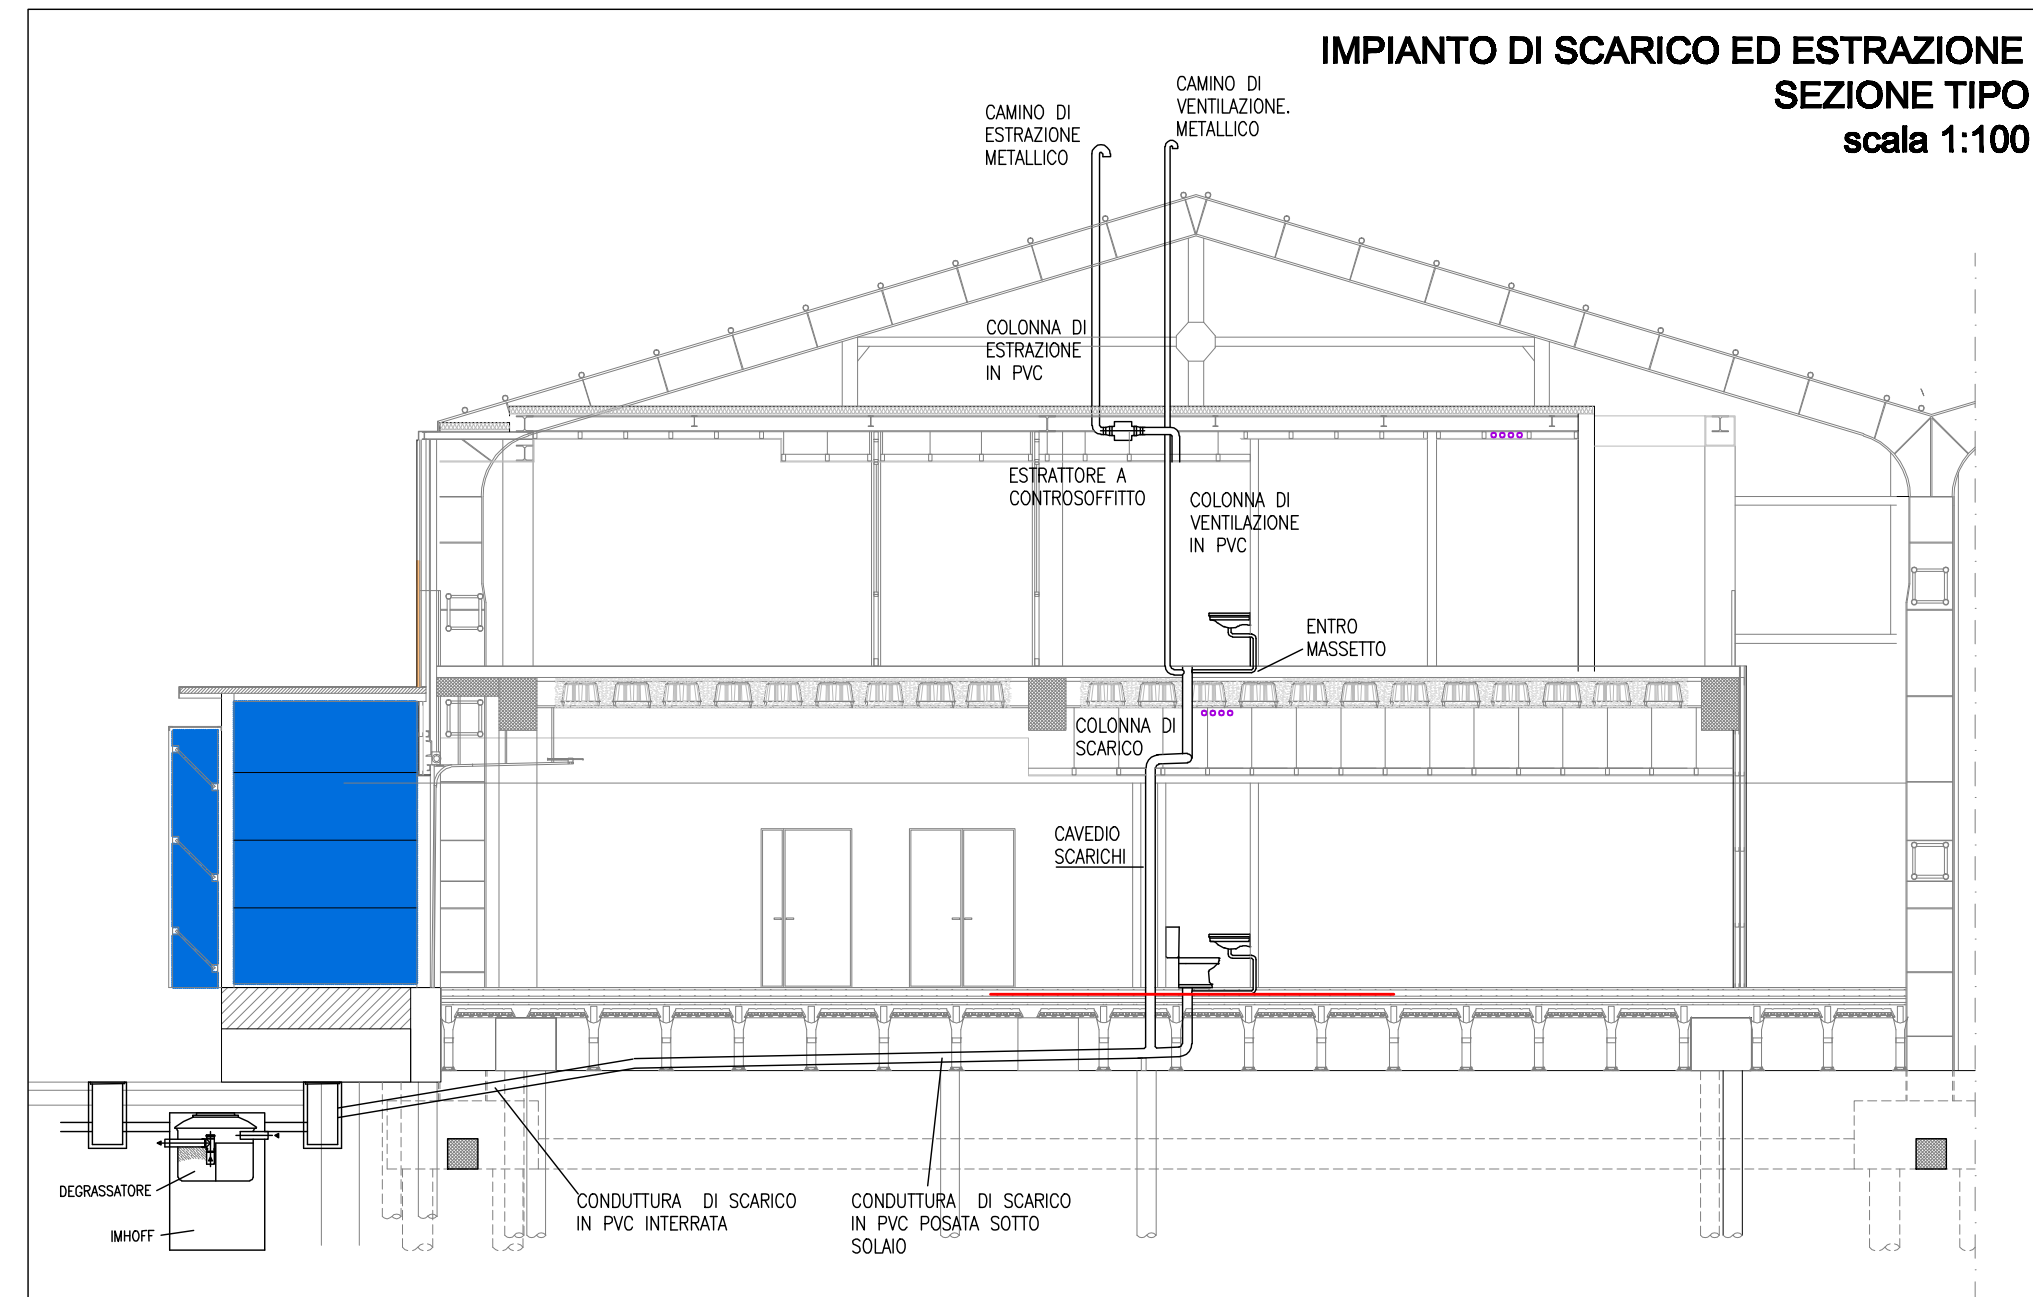 IMPIANTO DI SCARICO ED ESTRAZIONE
SEZIONE TIPO
scala 1:100
CAMINO DI
VENTILAZIONE.
METALLICO
CAMINO DI
ESTRAZIONE
METALLICO
COLONNA DI
ESTRAZIONE
IN PVC
ESTRATTORE A
CONTROSOFFITTO
COLONNA DI
VENTILAZIONE
IN PVC
ENTRO
MASSETTO
COLONNA DI
SCARICO
CAVEDIO
SCARICHI
DEGRASSATORE
IMHOFF
CONDUTTURA DI SCARICO
IN PVC INTERRATA
CONDUTTURA DI SCARICO
IN PVC POSATA SOTTO
SOLAIO